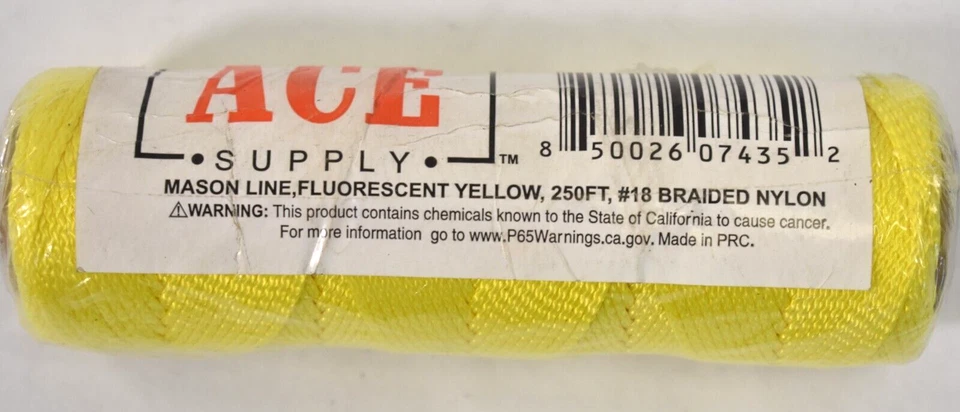 ACE
• SUPPLY • ™
8 50026 07435 2
MASON LINE,FLUORESCENT YELLOW, 250FT, #18 BRAIDED NYLON
⚠WARNING: This product contains chemicals known to the State of California to cause cancer.
For more information go to www.P65Warnings.ca.gov. Made in PRC.